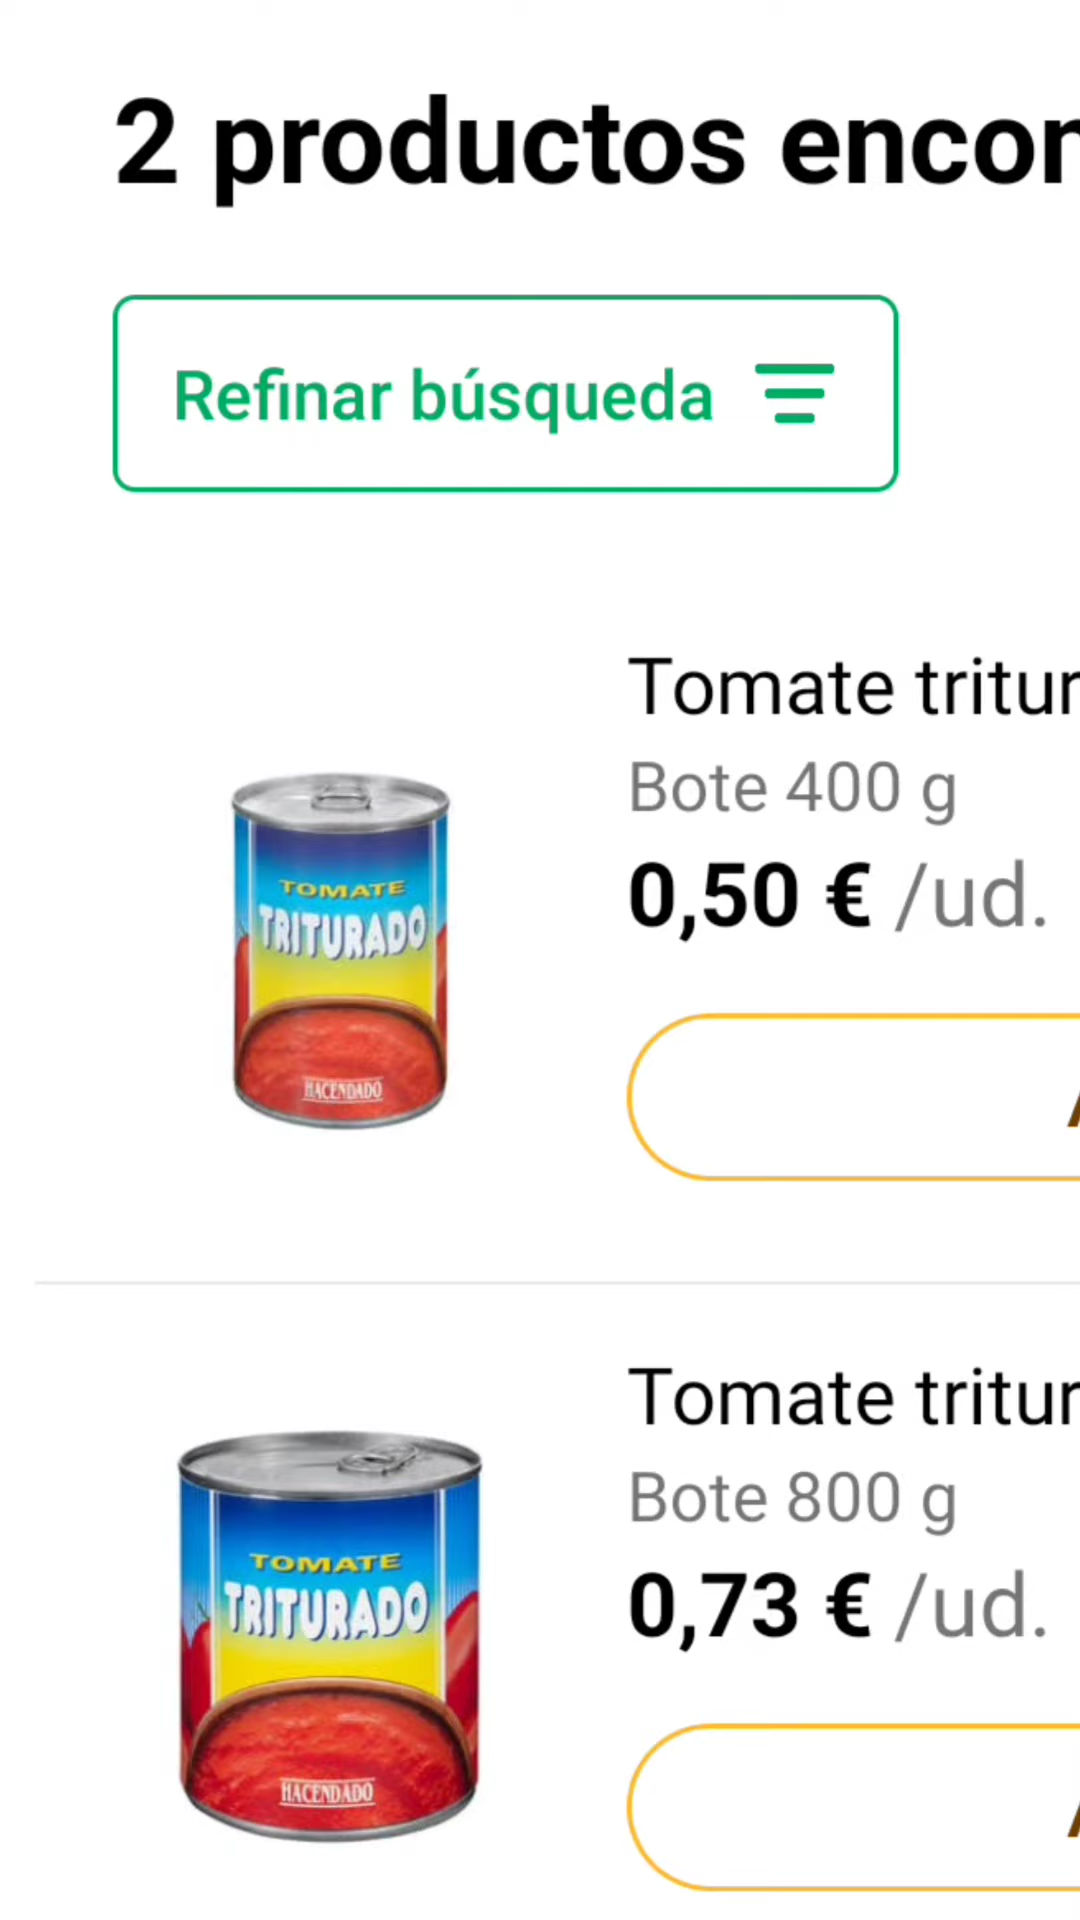 2 productos encon
Refinar búsqueda
Tomate tritur
Bote 400 g
0,50 € /ud.
TOMATE
TRITURADO
HACENDADO
Tomate tritur
Bote 800 g
0,73 € /ud.
TOMATE
TRITURADO
HACENDADO